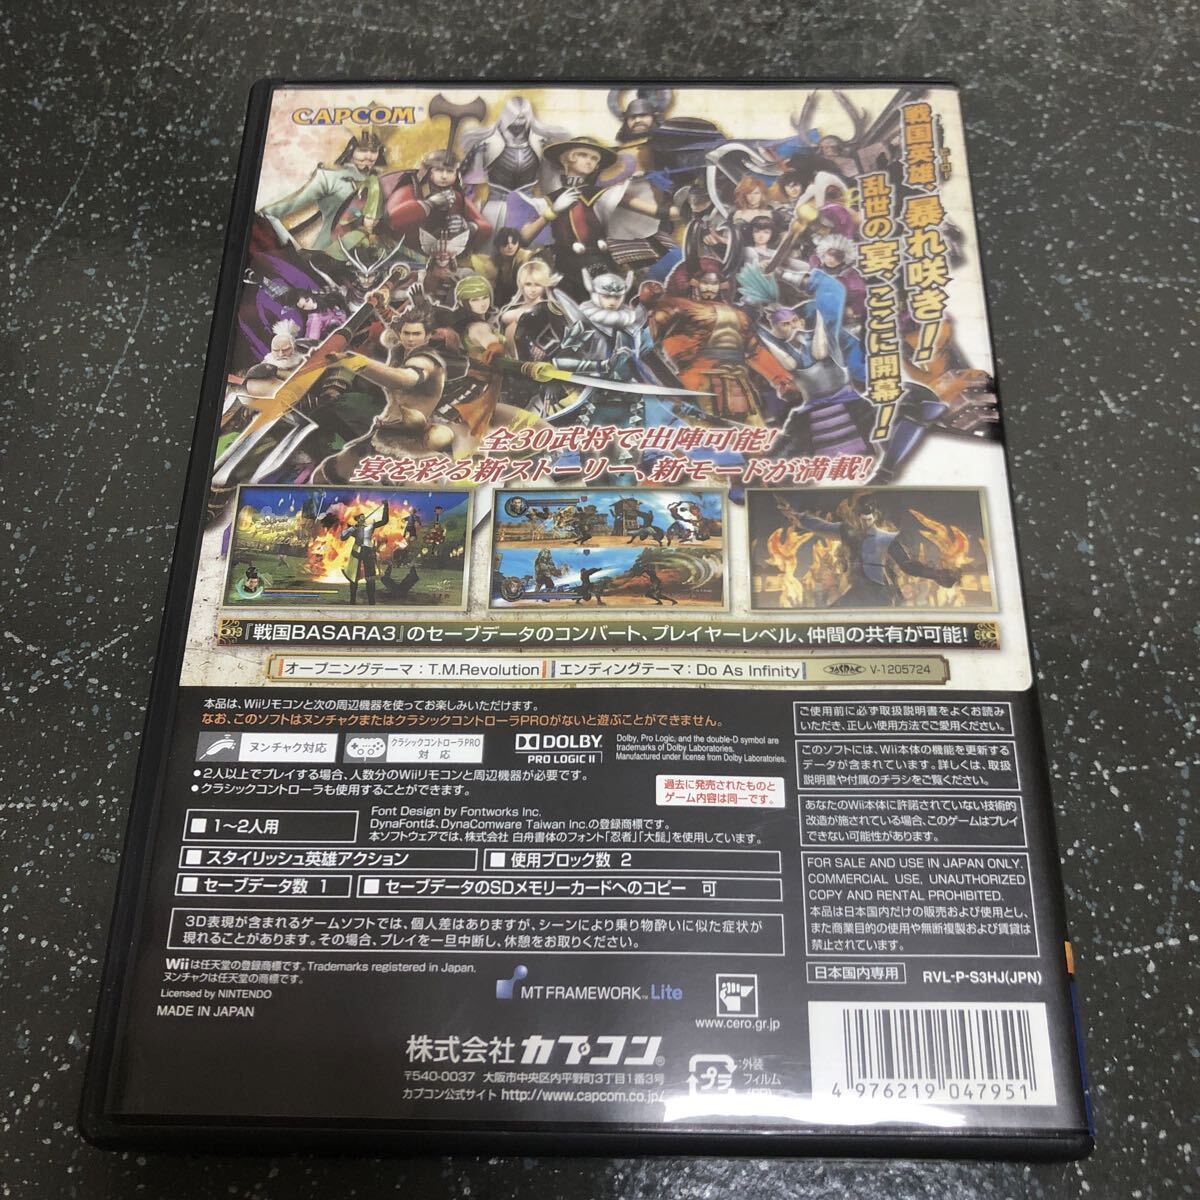 CAPCOM
戦国英雄、暴れ咲き！
乱世の宴、ここに開幕！
全30武将で出陣可能！
宴を彩る新ストーリー、新モードが満載！
『戦国BASARA3』のセーブデータのコンバート、プレイヤーレベル、仲間の共有が可能！
オープニングテーマ：T.M.Revolution
エンディングテーマ：Do As Infinity
JASRAC V-1205724
本品は、Wiiリモコンと次の周辺機器を使ってお楽しみいただけます。
なお、このソフトはヌンチャクまたはクラシックコントローラPROがないと遊ぶことができません。
ヌンチャク対応
クラシックコントローラPRO
対応
DOLBY
PRO LOGIC II
Dolby, Pro Logic, and the double-D symbol are
trademarks of Dolby Laboratories.
Manufactured under license from Dolby Laboratories.
●2人以上でプレイする場合、人数分のWiiリモコンと周辺機器が必要です。
●クラシックコントローラも使用することができます。
過去に発売されたものと
ゲーム内容は同一です。
1〜2人用
Font Design by Fontworks Inc.
DynaFontは、DynaComware Taiwan Inc.の登録商標です。
本ソフトウェアでは、株式会社 白舟書体のフォント「忍者」「大髭」を使用しています。
スタイリッシュ英雄アクション
使用ブロック数 2
セーブデータ数 1
セーブデータのSDメモリーカードへのコピー 可
3D表現が含まれるゲームソフトでは、個人差はありますが、シーンにより乗り物酔いに似た症状が
現れることがあります。その場合、プレイを一旦中断し、休憩をお取りください。
Wiiは任天堂の登録商標です。Trademarks registered in Japan.
ヌンチャクは任天堂の商標です。
Licensed by NINTENDO
MADE IN JAPAN
MT FRAMEWORK Lite
www.cero.gr.jp
株式会社カプコン®
〒540-0037 大阪市中央区内平野町3丁目1番3号
カプコン公式サイト http://www.capcom.co.jp/
プラ
外装
フィルム
ご使用前に必ず取扱説明書をよくお読み
いただき、正しい使用方法でご愛用ください。
このソフトには、Wii本体の機能を更新する
データが含まれています。詳しくは、取扱
説明書や付属のチラシをご覧ください。
あなたのWii本体に許諾されていない技術的
改造が施されている場合、このゲームはプレイ
できない可能性があります。
FOR SALE AND USE IN JAPAN ONLY.
COMMERCIAL USE, UNAUTHORIZED
COPY AND RENTAL PROHIBITED.
本品は日本国内だけの販売および使用とし、
また商業目的の使用や無断複製および賃貸は
禁止されています。
日本国内専用
RVL-P-S3HJ(JPN)
4 976219 047951